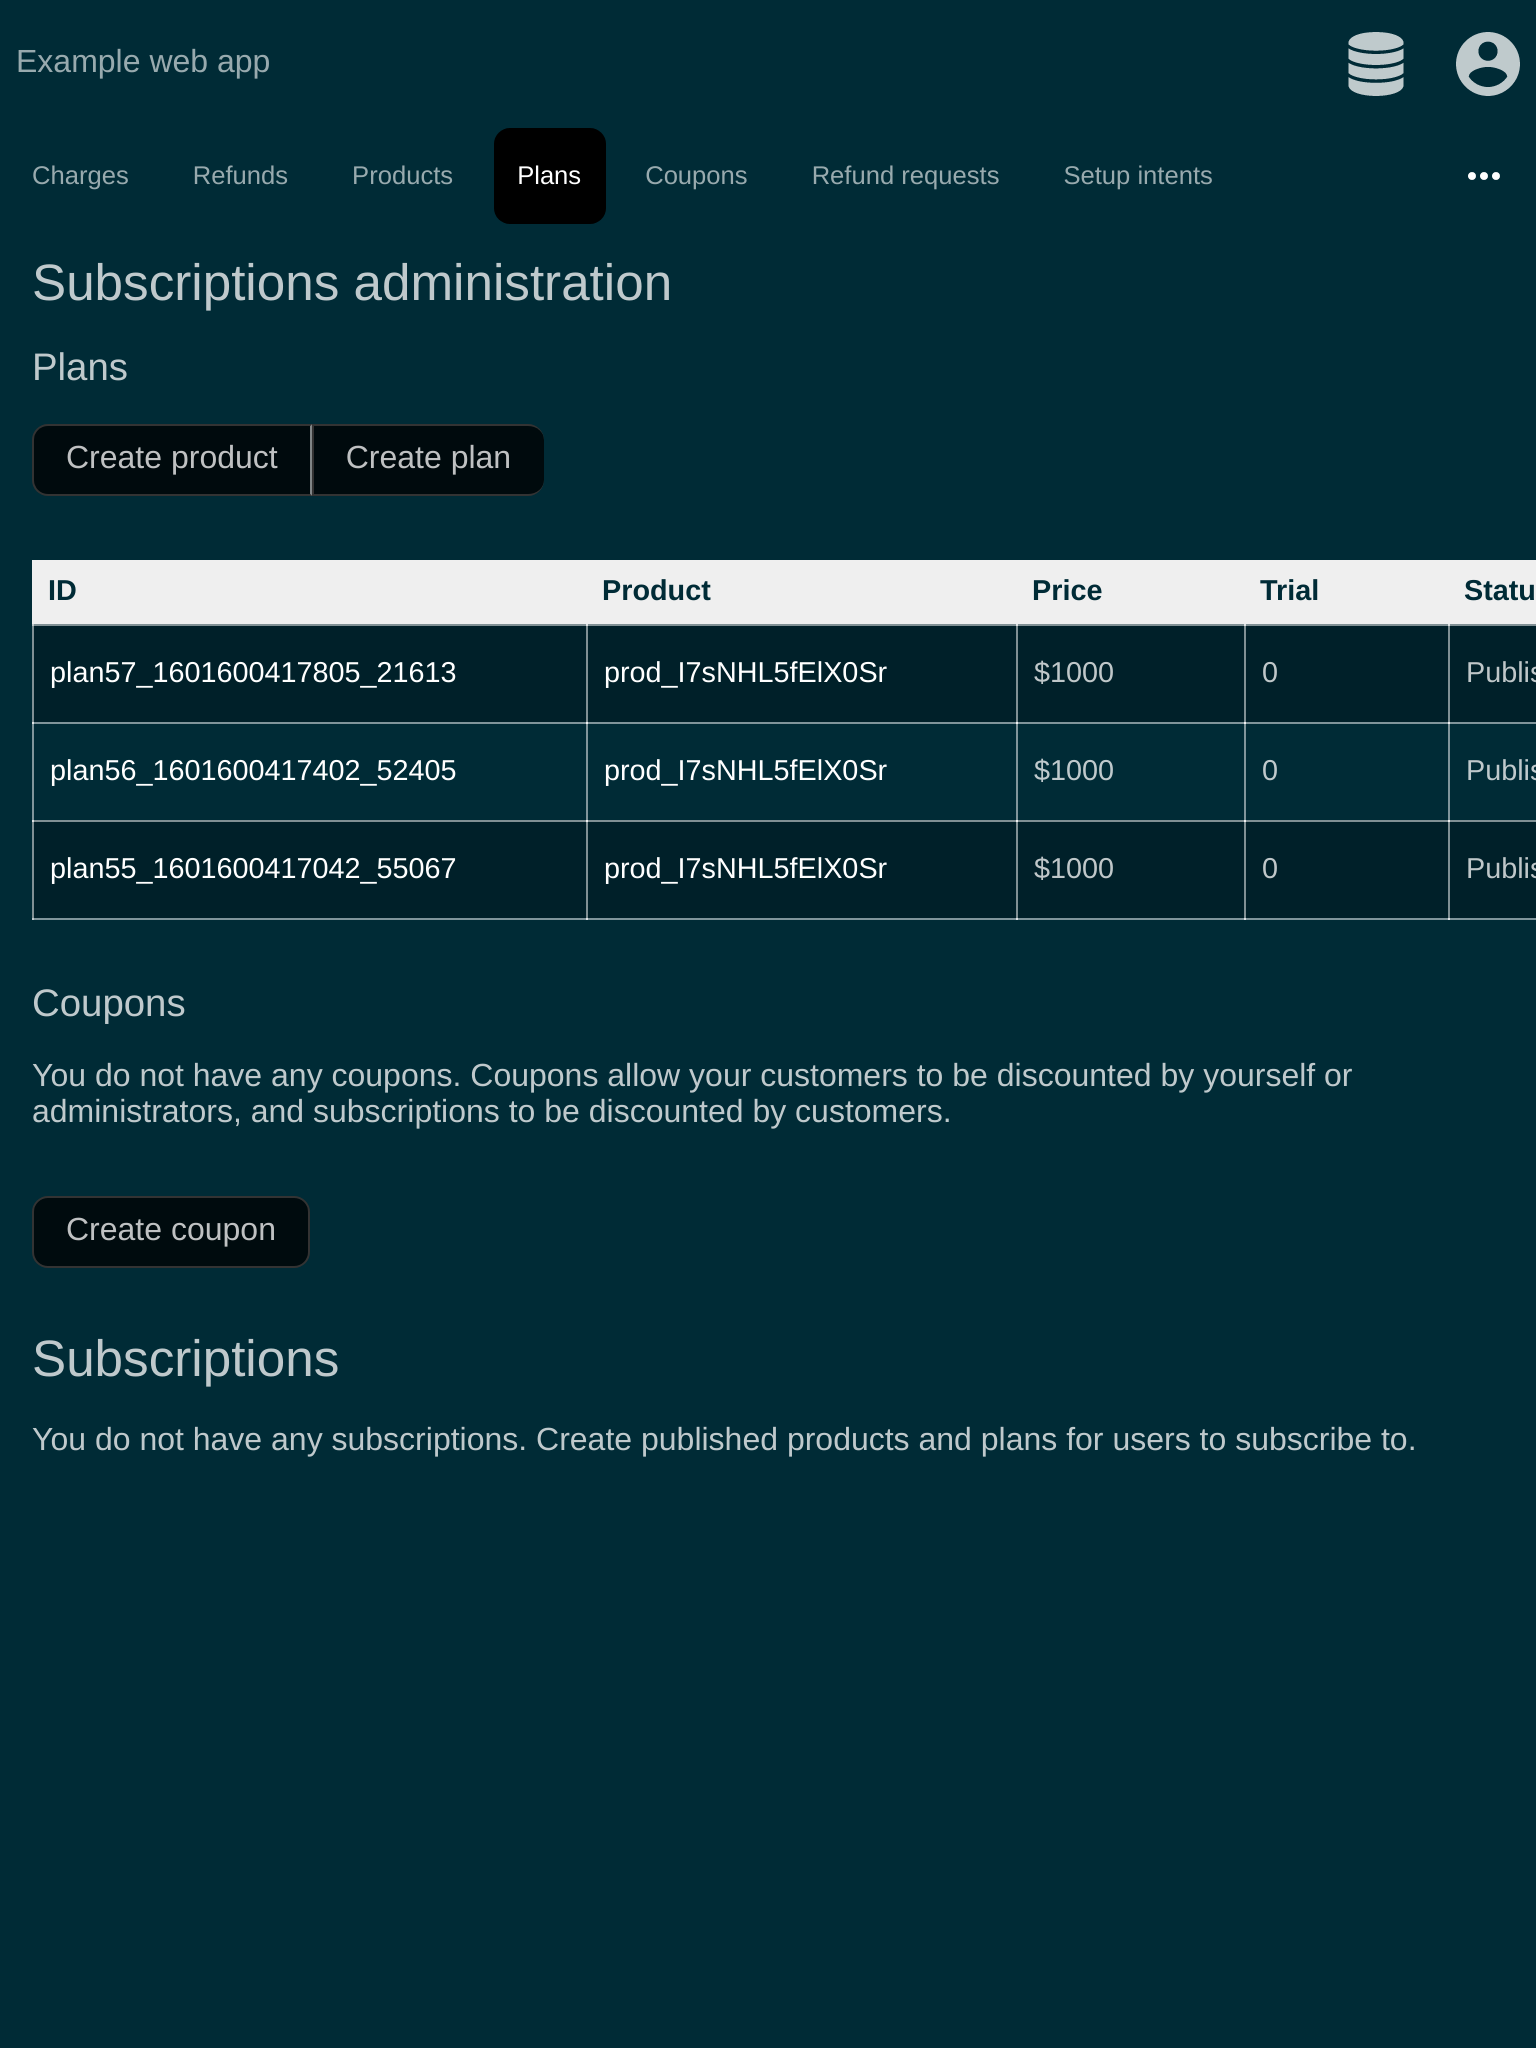 Example web app
Charges Refunds Products Plans Coupons Refund requests Setup intents
Subscriptions administration
Plans
Create product Create plan
ID Product Price Trial Statu
plan57_1601600417805_21613 prod_I7sNHL5fElX0Sr $1000 0 Publis
plan56_1601600417402_52405 prod_I7sNHL5fElX0Sr $1000 0 Publis
plan55_1601600417042_55067 prod_I7sNHL5fElX0Sr $1000 0 Publis
Coupons
You do not have any coupons. Coupons allow your customers to be discounted by yourself or
administrators, and subscriptions to be discounted by customers.
Create coupon
Subscriptions
You do not have any subscriptions. Create published products and plans for users to subscribe to.